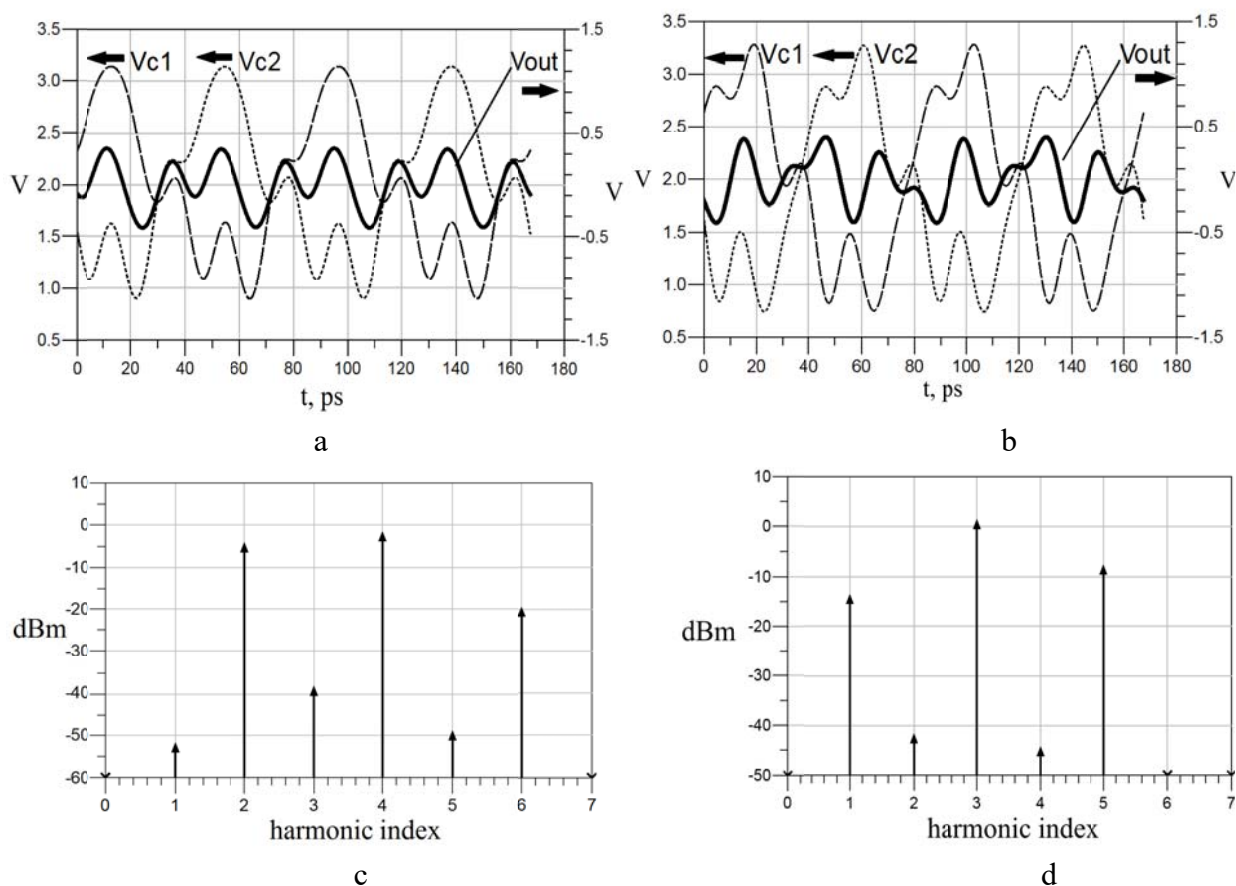 3.5 1.5
Vc1 Vc2 Vout
3.0
2.5 0.5
V 2.0 V
1.5 -0.5
1.0
0.5 -1.5
0 20 40 60 80 100 120 140 160 180
t, ps
a
3.5 1.5
Vc1 Vc2 Vout
3.0
2.5 0.5
V 2.0 V
1.5 -0.5
1.0
0.5 -1.5
0 20 40 60 80 100 120 140 160 180
t, ps
b
10
0
-10
-20
dBm
-30
-40
-50
-60
0 1 2 3 4 5 6 7
harmonic index
c
10
0
-10
-20
dBm
-30
-40
-50
0 1 2 3 4 5 6 7
harmonic index
d